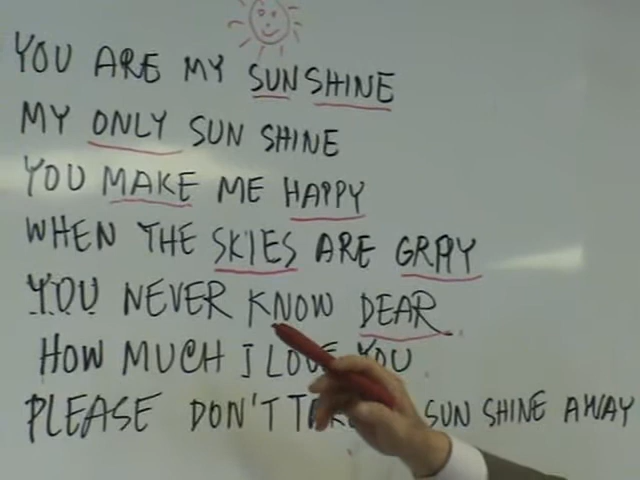 YOU ARE MY SUNSHINE
MY ONLY SUN SHINE
YOU MAKE ME HAPPY
WHEN THE SKIES ARE GRAY
YOU NEVER KNOW DEAR
HOW MUCH I LOVE YOU
PLEASE DON'T SUN SHINE AWAY